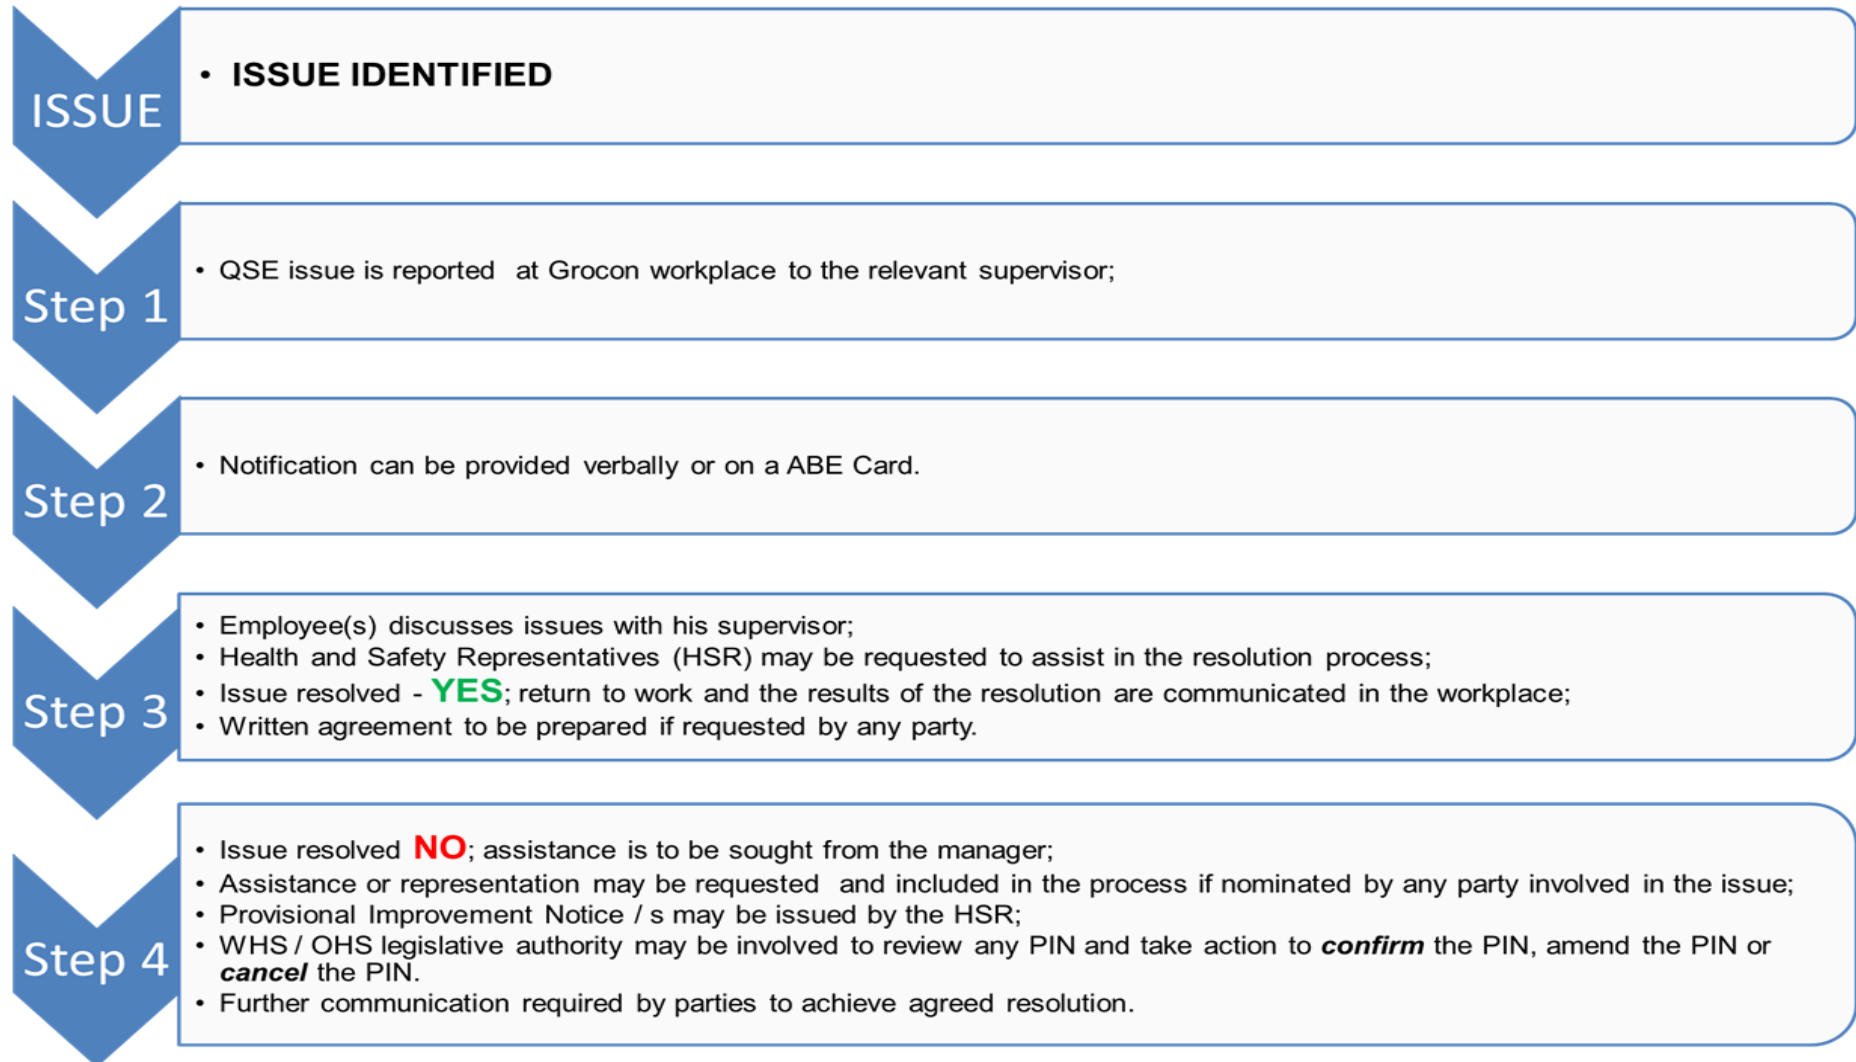 ISSUE
• ISSUE IDENTIFIED
Step 1
• QSE issue is reported at Grocon workplace to the relevant supervisor;
Step 2
• Notification can be provided verbally or on a ABE Card.
Step 3
• Employee(s) discusses issues with his supervisor;
• Health and Safety Representatives (HSR) may be requested to assist in the resolution process;
• Issue resolved - YES; return to work and the results of the resolution are communicated in the workplace;
• Written agreement to be prepared if requested by any party.
Step 4
• Issue resolved NO; assistance is to be sought from the manager;
• Assistance or representation may be requested and included in the process if nominated by any party involved in the issue;
• Provisional Improvement Notice / s may be issued by the HSR;
• WHS / OHS legislative authority may be involved to review any PIN and take action to confirm the PIN, amend the PIN or
cancel the PIN.
• Further communication required by parties to achieve agreed resolution.